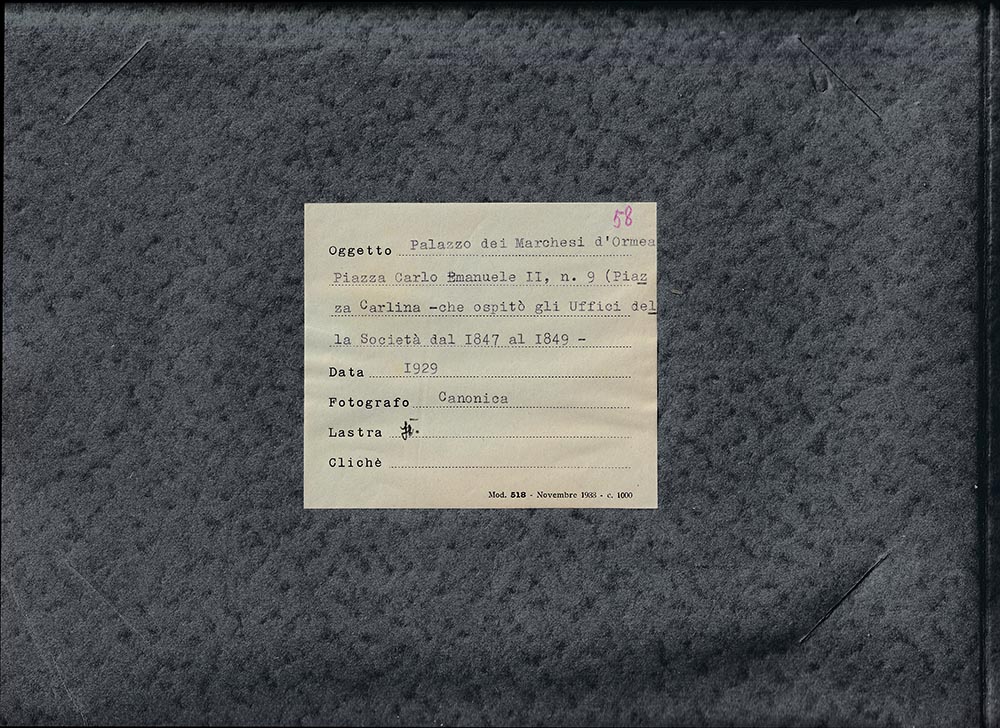 58
Oggetto Palazzo dei Marchesi d'Ormea
Piazza Carlo Emanuele II, n. 9 (Piaz
za Carlina -che ospitò gli Uffici del
la Società dal 1847 al 1849 -
Data 1929
Fotografo Canonica
Lastra
Clichè
Mod. 518 - Novembre 1938 - c. 1000